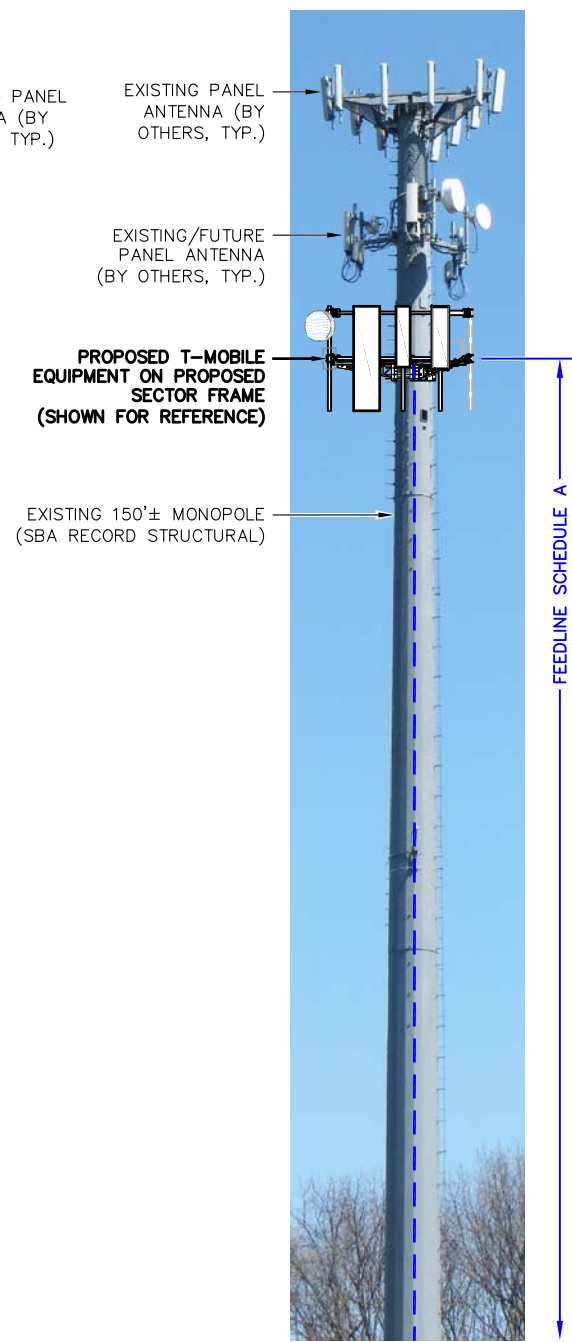 PANEL
A (BY
TYP.)
EXISTING PANEL
ANTENNA (BY
OTHERS, TYP.)
EXISTING/FUTURE
PANEL ANTENNA
(BY OTHERS, TYP.)
PROPOSED T-MOBILE
EQUIPMENT ON PROPOSED
SECTOR FRAME
(SHOWN FOR REFERENCE)
EXISTING 150'± MONOPOLE
(SBA RECORD STRUCTURAL)
FEEDLINE SCHEDULE A